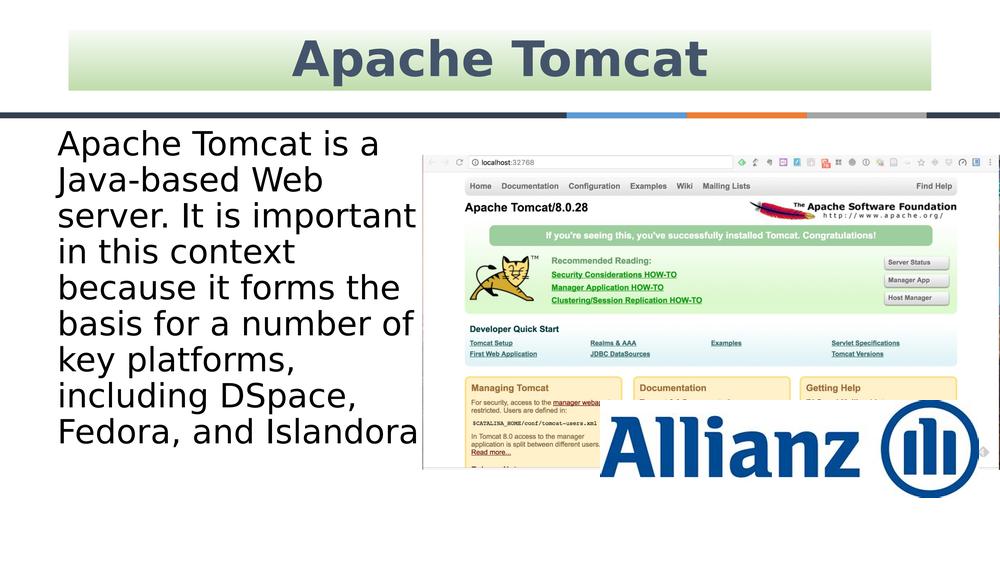 Apache Tomcat
Apache Tomcat is a
Java-based Web
server. It is important
in this context
because it forms the
basis for a number of
key platforms,
including DSpace,
Fedora, and Islandora
localhost:32768
Home Documentation Configuration Examples Wiki Mailing Lists Find Help
Apache Tomcat/8.0.28
The Apache Software Foundation
http://www.apache.org/
If you're seeing this, you've successfully installed Tomcat. Congratulations!
TM
Recommended Reading:
Security Considerations HOW-TO
Manager Application HOW-TO
Clustering/Session Replication HOW-TO
Server Status
Manager App
Host Manager
Developer Quick Start
Tomcat Setup Realms & AAA Examples Servlet Specifications
First Web Application JDBC DataSources Tomcat Versions
Managing Tomcat
For security, access to the manager webap
restricted. Users are defined in:
$CATALINA_HOME/conf/tomcat-users.xml
In Tomcat 8.0 access to the manager
application is split between different users.
Read more...
Documentation
Getting Help
Allianz